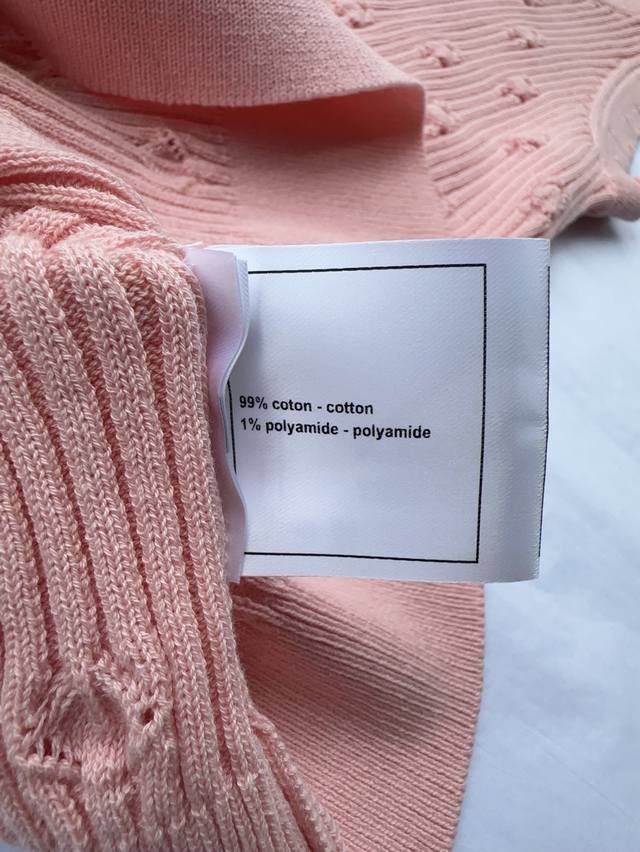 99% coton - cotton
1% polyamide - polyamide